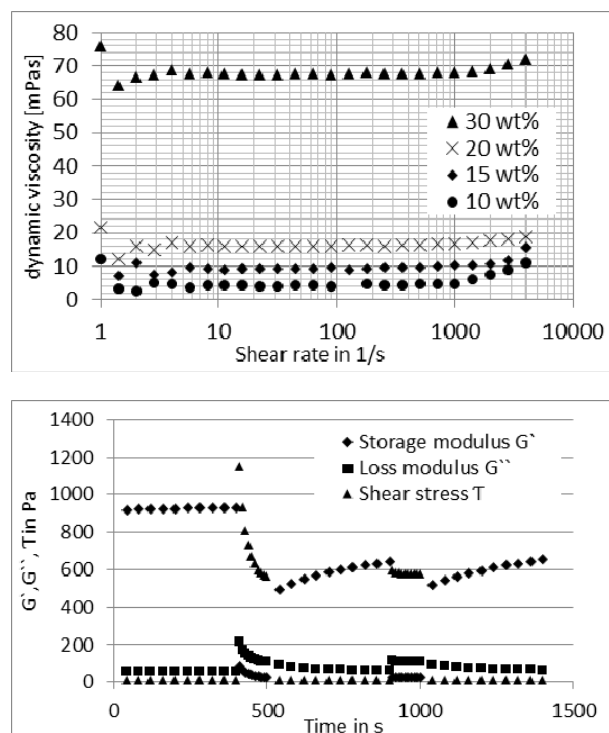 80
70
60
50
40
30
20
10
0
dynamic viscosity [mPas]
▲ 30 wt%
× 20 wt%
◆ 15 wt%
● 10 wt%
1 10 100 1000 10000
Shear rate in 1/s
1400
1200
1000
800
600
400
200
0
G`,G``, Ƭ in Pa
◆ Storage modulus G`
■ Loss modulus G``
▲ Shear stress Ƭ
0 500 1000 1500
Time in s